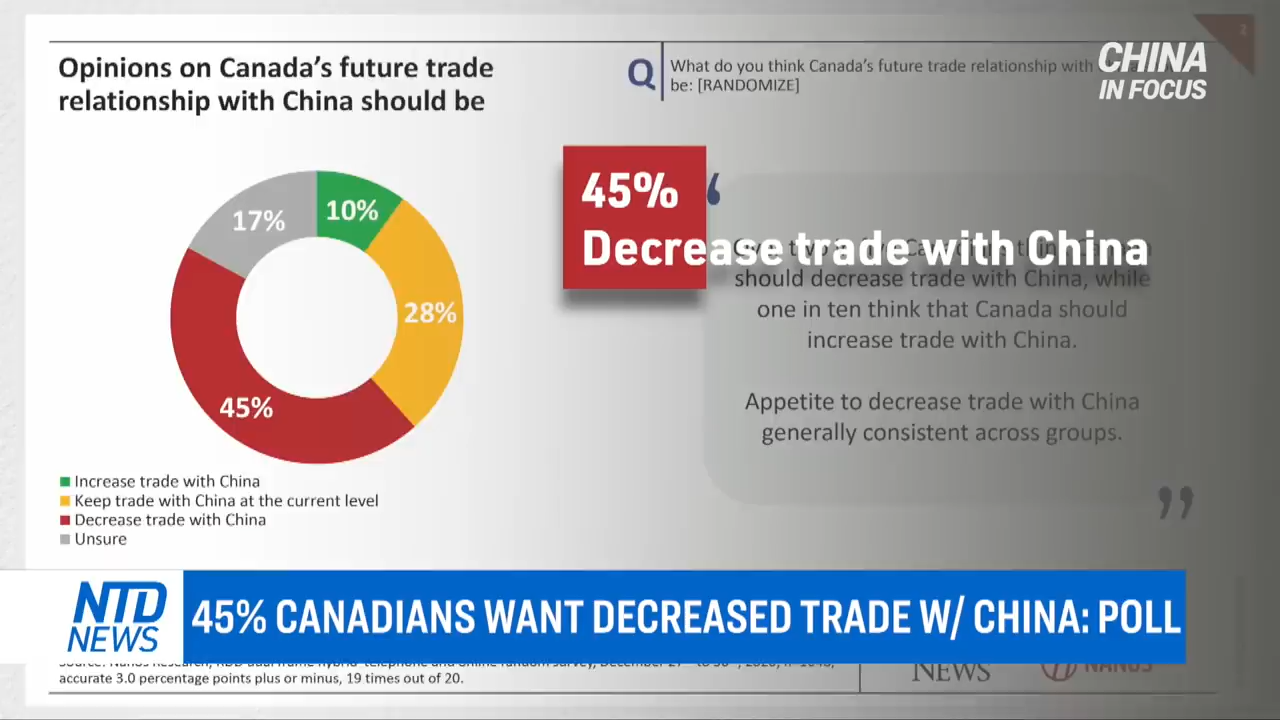 Opinions on Canada's future trade
relationship with China should be
Q
What do you think Canada's future trade relationship with
be: [RANDOMIZE]
2
CHINA
IN FOCUS
17%
10%
28%
45%
45%
Decrease trade with China
should decrease trade with China, while
one in ten think that Canada should
increase trade with China.
Appetite to decrease trade with China
generally consistent across groups.
Increase trade with China
Keep trade with China at the current level
Decrease trade with China
Unsure
NTD
NEWS
45% CANADIANS WANT DECREASED TRADE W/ CHINA: POLL
accurate 3.0 percentage points plus or minus, 19 times out of 20.
NEWS
NANOS